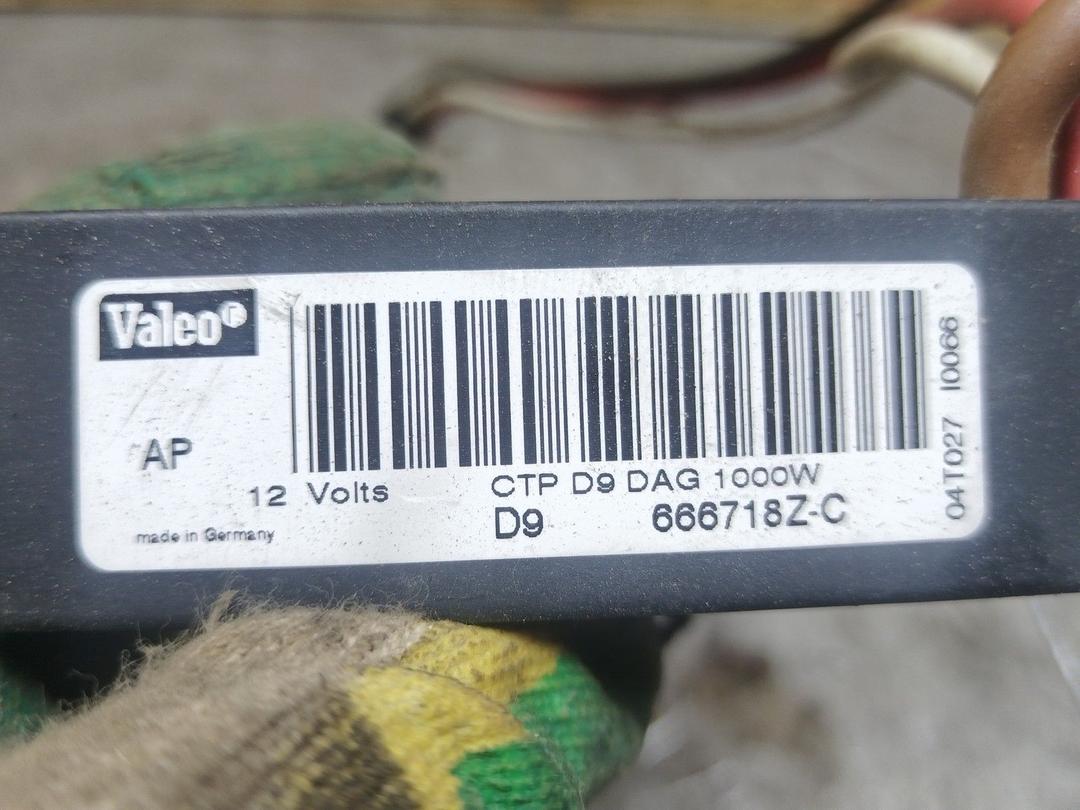 Valeo®
AP
12 Volts
made in Germany
CTP D9 DAG 1000W
D9 666718Z-C
04T027 I0066